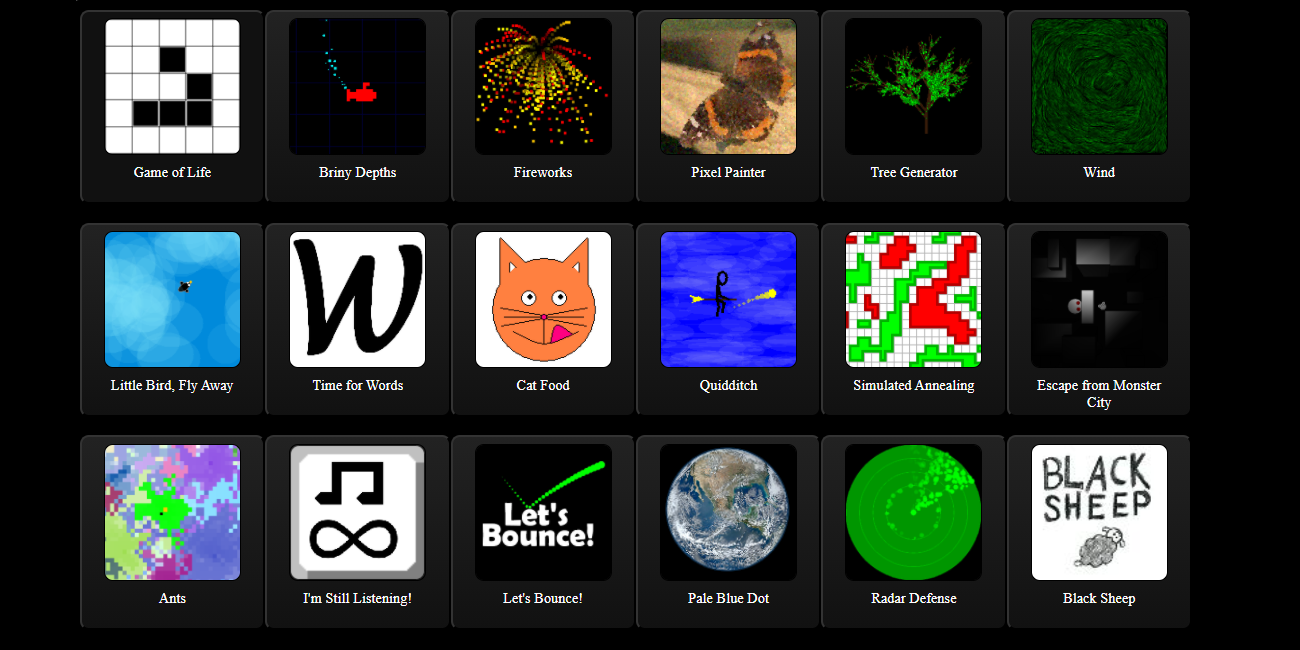 Game of Life
Briny Depths
Fireworks
Pixel Painter
Tree Generator
Wind
Little Bird, Fly Away
W
Time for Words
Cat Food
Quidditch
Simulated Annealing
Escape from Monster
City
Ants
I'm Still Listening!
Let's
Bounce!
Let's Bounce!
Pale Blue Dot
Radar Defense
BLACK
SHEEP
Black Sheep